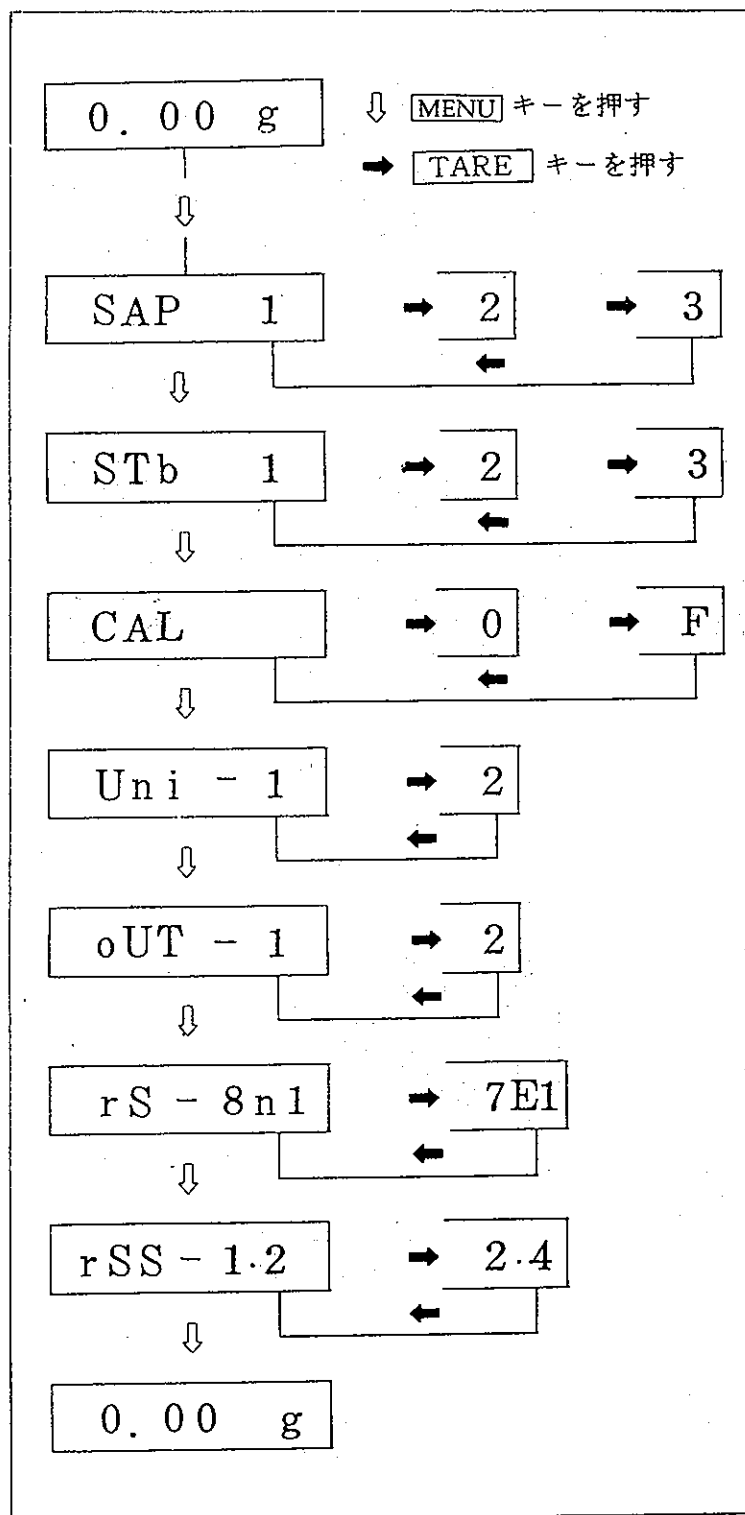 0.00 g
⇩ MENU キーを押す
➡ TARE キーを押す
SAP 1 ➡ 2 ➡ 3
STb 1 ➡ 2 ➡ 3
CAL ➡ 0 ➡ F
Uni - 1 ➡ 2
oUT - 1 ➡ 2
rS - 8n1 ➡ 7E1
rSS - 1.2 ➡ 2.4
0.00 g